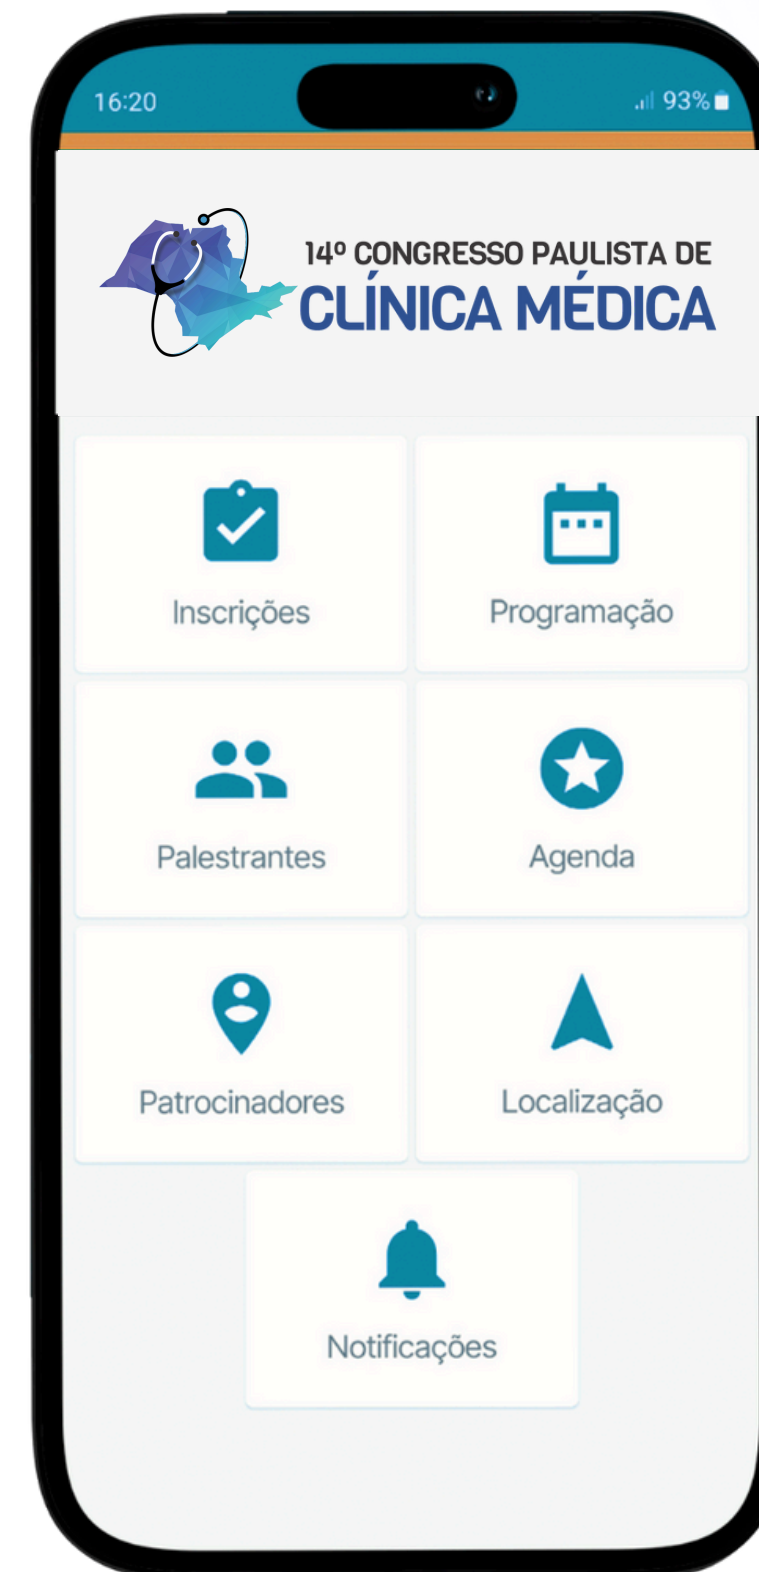 16:20
93%
14º CONGRESSO PAULISTA DE
CLÍNICA MÉDICA
Inscrições
Programação
Palestrantes
Agenda
Patrocinadores
Localização
Notificações